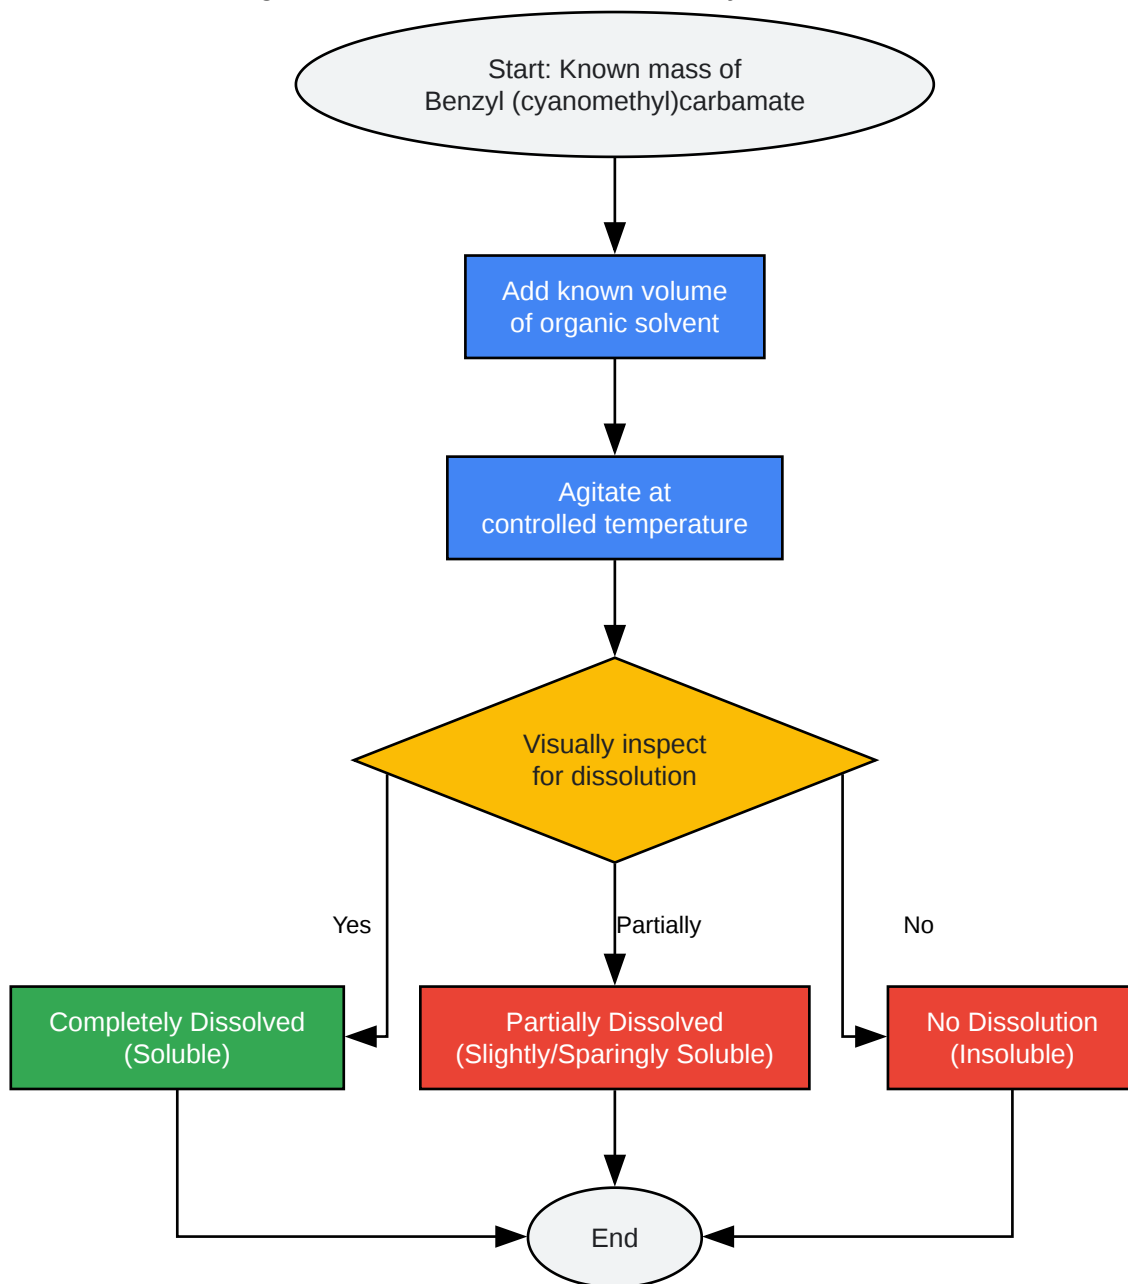 Start: Known mass of
Benzyl (cyanomethyl)carbamate
Add known volume
of organic solvent
Agitate at
controlled temperature
Visually inspect
for dissolution
Yes
Partially
No
Completely Dissolved
(Soluble)
Partially Dissolved
(Slightly/Sparingly Soluble)
No Dissolution
(Insoluble)
End